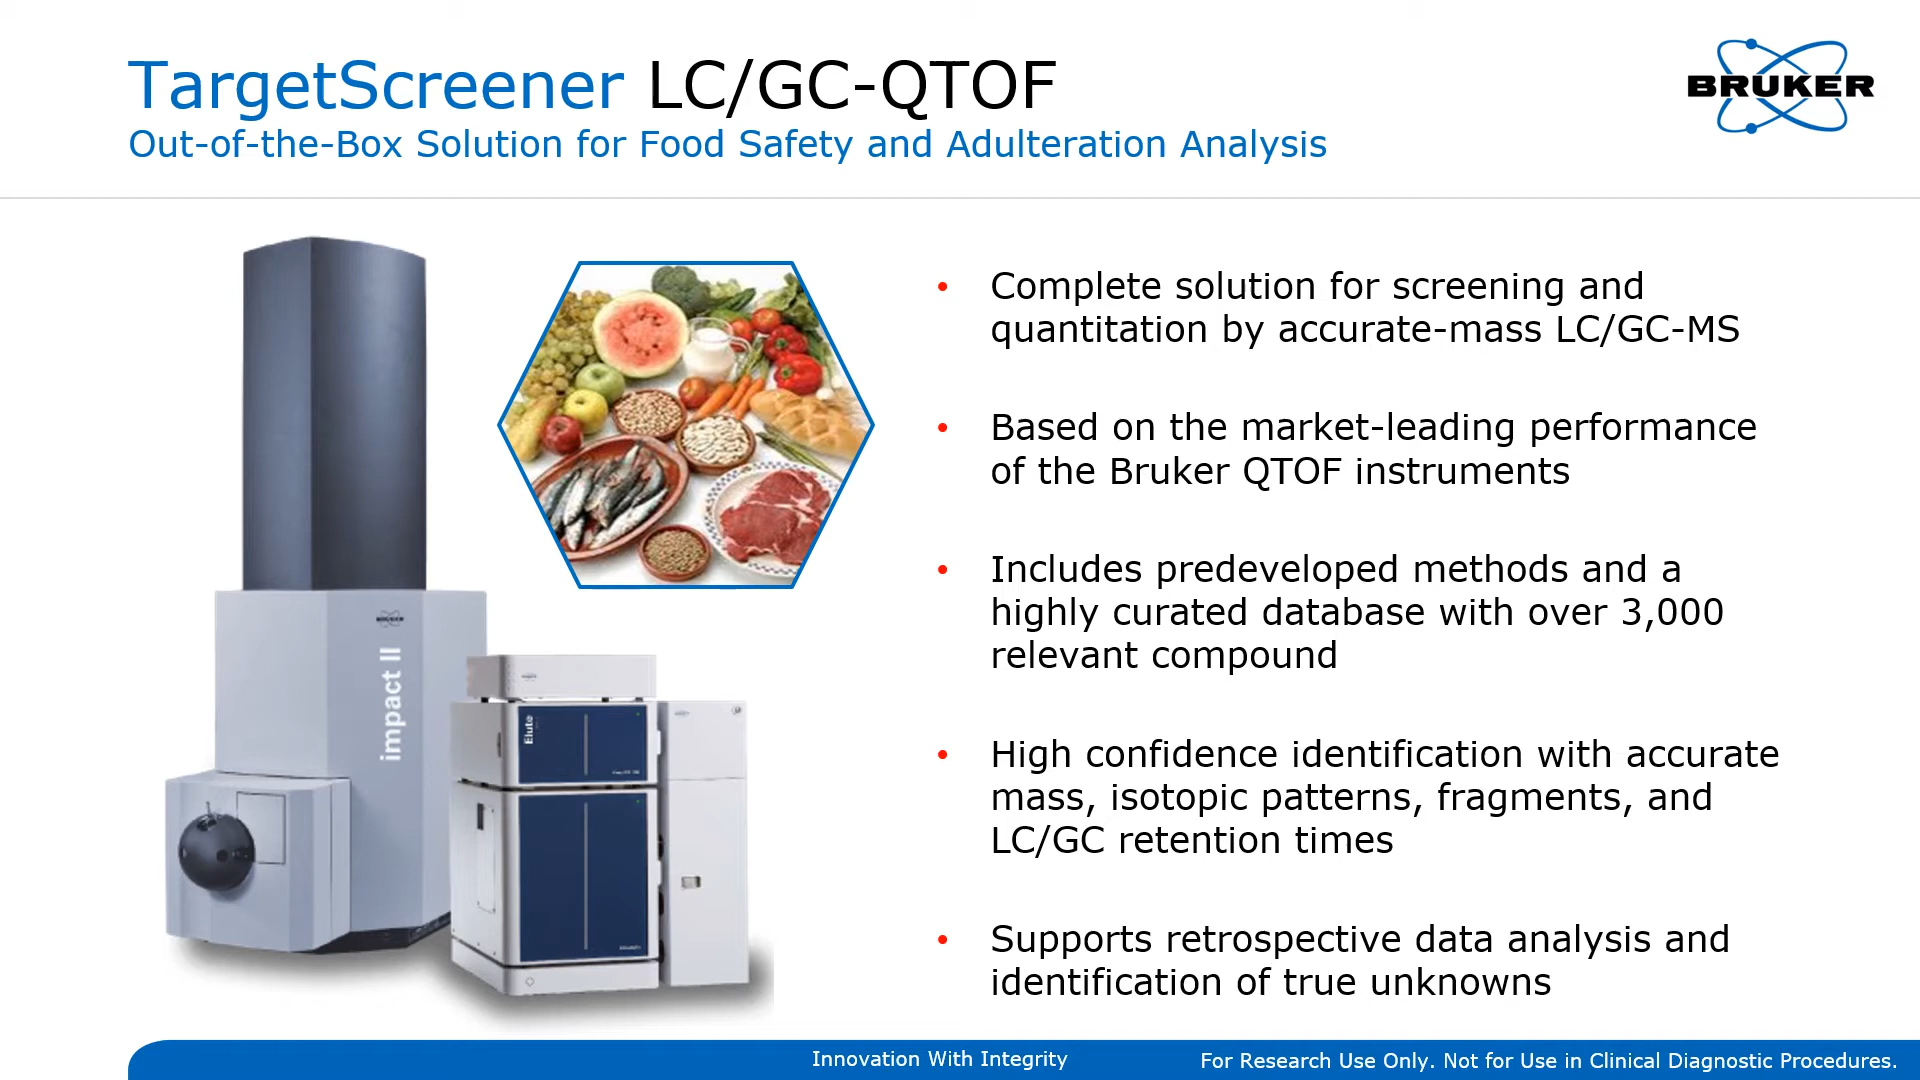 TargetScreener LC/GC-QTOF
Out-of-the-Box Solution for Food Safety and Adulteration Analysis
BRUKER
• Complete solution for screening and
quantitation by accurate-mass LC/GC-MS
• Based on the market-leading performance
of the Bruker QTOF instruments
• Includes predeveloped methods and a
highly curated database with over 3,000
relevant compound
• High confidence identification with accurate
mass, isotopic patterns, fragments, and
LC/GC retention times
• Supports retrospective data analysis and
identification of true unknowns
BRUKER
impact II
Elute
Innovation With Integrity
For Research Use Only. Not for Use in Clinical Diagnostic Procedures.